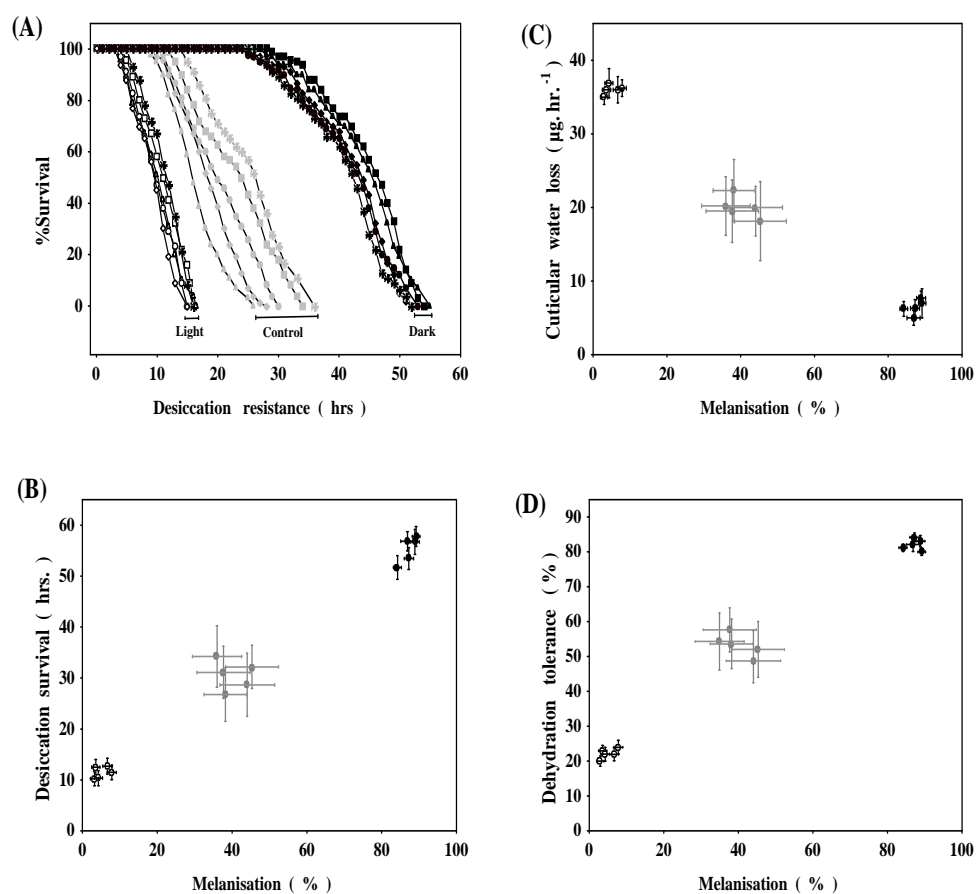 (A)
100
80
60
40
20
0
%Survival
Light
Control
Dark
0 10 20 30 40 50 60
Desiccation resistance ( hrs )
(C)
40
30
20
10
0
Cuticular water loss ( µg. hr.-1 )
0 20 40 60 80 100
Melanisation ( % )
(B)
60
50
40
30
20
10
0
Desiccation survival ( hrs. )
0 20 40 60 80 100
Melanisation ( % )
(D)
90
80
70
60
50
40
30
20
10
0
Dehydration tolerance ( % )
0 20 40 60 80 100
Melanisation ( % )